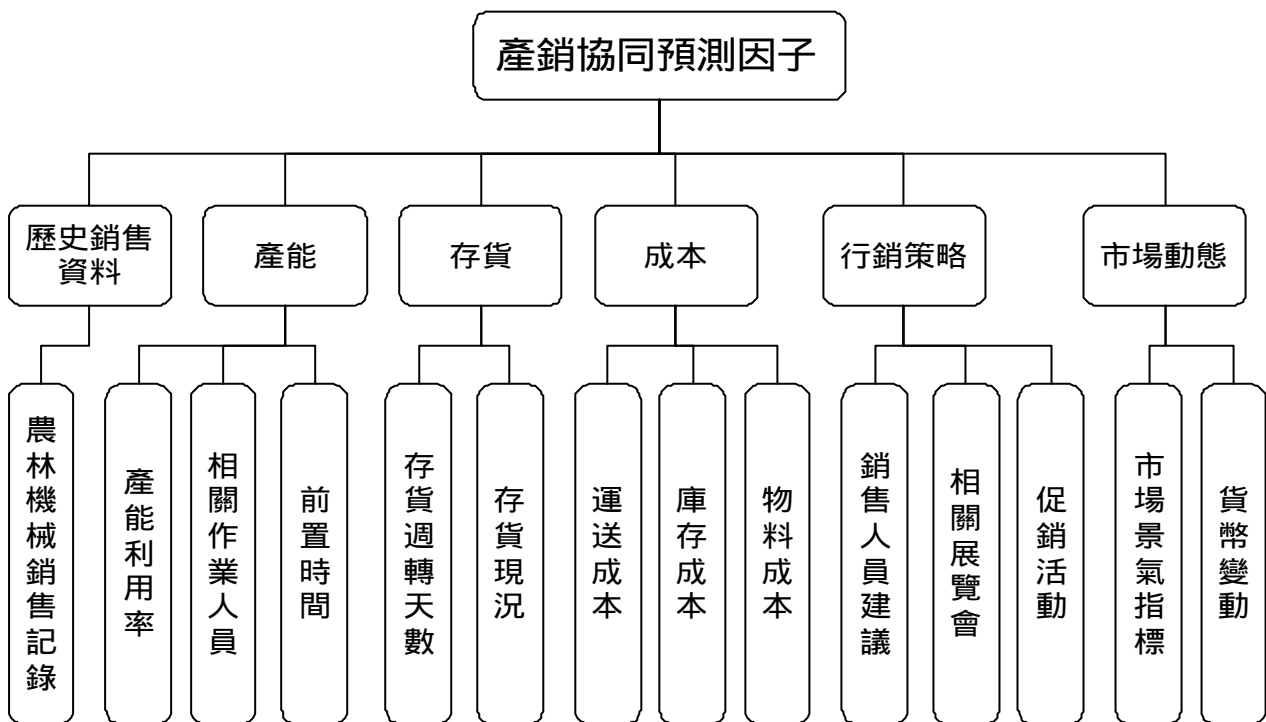 產銷協同預測因子
歷史銷售
資料
產能
存貨
成本
行銷策略
市場動態
農林機械銷售記錄
產能利用率
相關作業人員
前置時間
存貨週轉天數
存貨現況
運送成本
庫存成本
物料成本
銷售人員建議
相關展覽會
促銷活動
市場景氣指標
貨幣變動